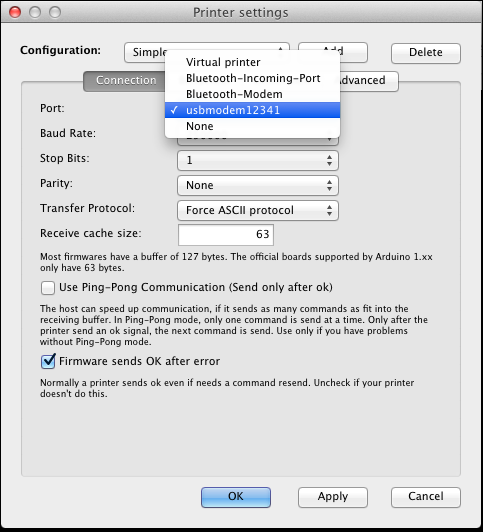 Printer settings
Configuration:
Add
Delete
Virtual printer
Bluetooth-Incoming-Port
Bluetooth-Modem
✓ usbmodem12341
None
Connection
Port:
Baud Rate:
Stop Bits:
1
Parity:
None
Transfer Protocol:
Force ASCII protocol
Receive cache size:
63
Most firmwares have a buffer of 127 bytes. The official boards supported by Arduino 1.xx
only have 63 bytes.
Use Ping-Pong Communication (Send only after ok)
The host can speed up communication, if it sends as many commands as fit into the
receiving buffer. In Ping-Pong mode, only one command is send at a time. Only after the
printer send an ok signal, the next command is send. Use only if you have problems
without Ping-Pong mode.
Firmware sends OK after error
Normally a printer sends ok even if needs a command resend. Uncheck if your printer
doesn't do this.
OK
Apply
Cancel